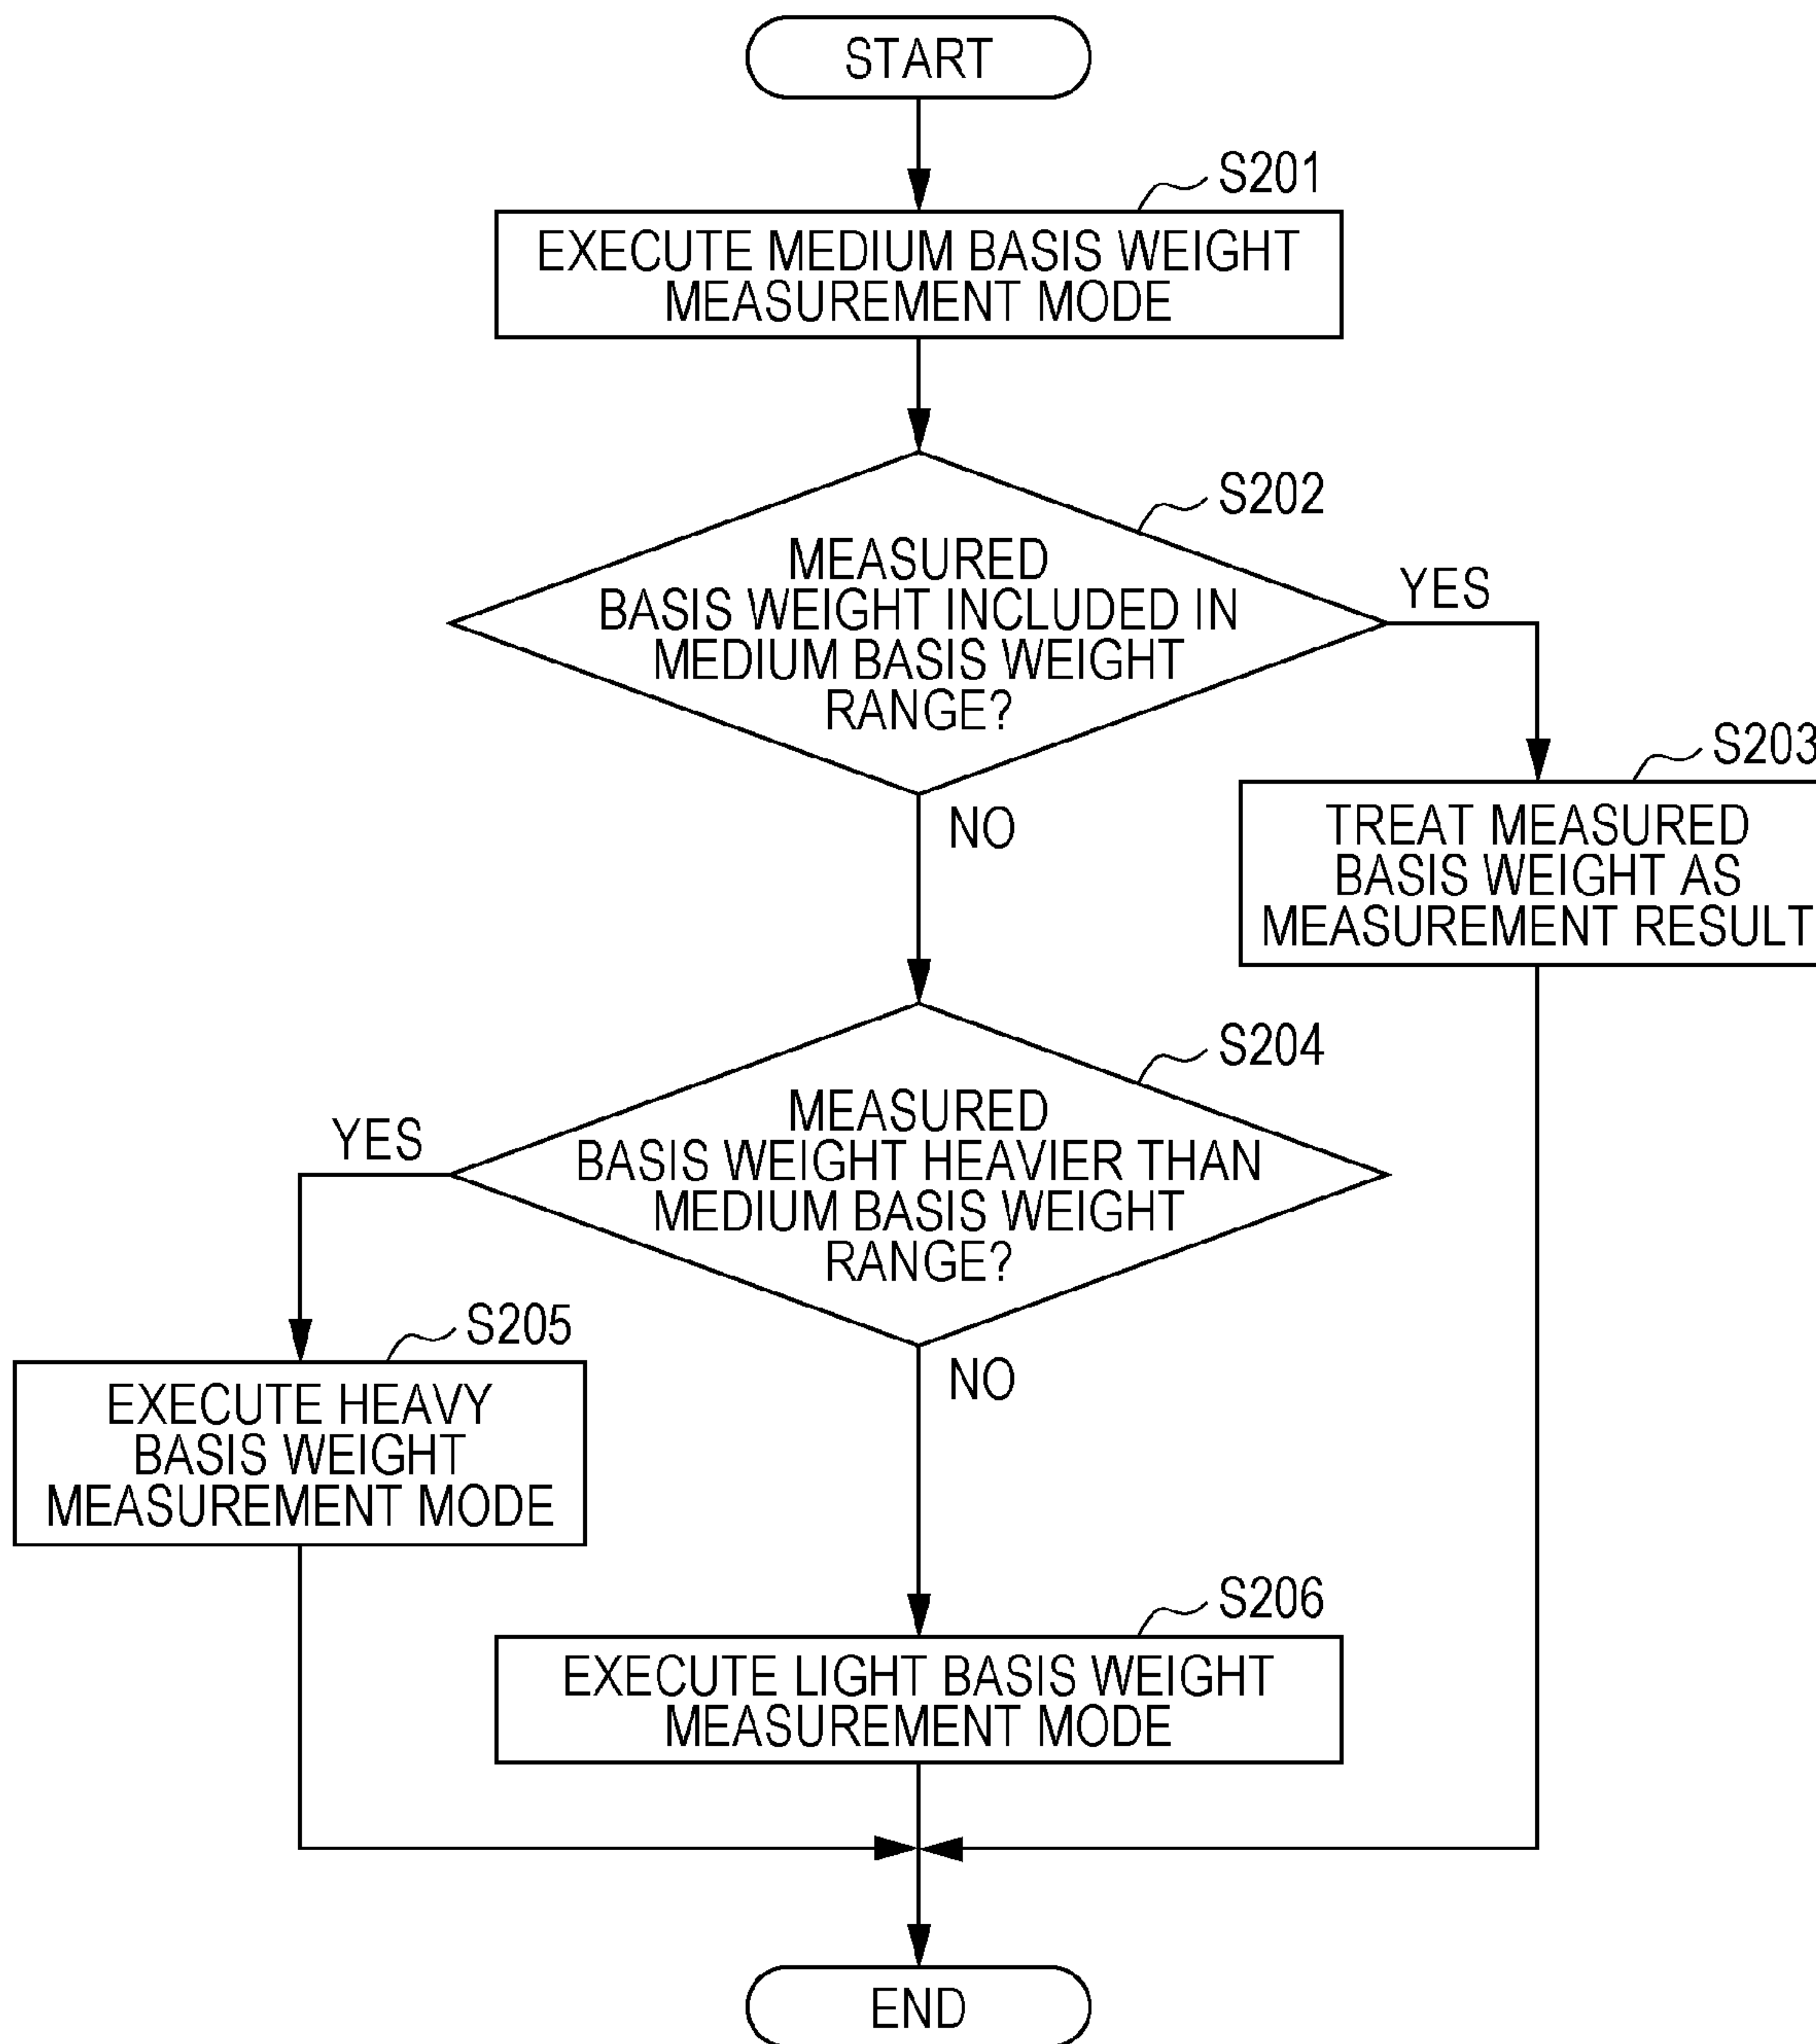 START
S201
EXECUTE MEDIUM BASIS WEIGHT
MEASUREMENT MODE
S202
MEASURED
BASIS WEIGHT INCLUDED IN
MEDIUM BASIS WEIGHT
RANGE?
YES
NO
S203
TREAT MEASURED
BASIS WEIGHT AS
MEASUREMENT RESULT
S204
MEASURED
BASIS WEIGHT HEAVIER THAN
MEDIUM BASIS WEIGHT
RANGE?
YES
NO
S205
EXECUTE HEAVY
BASIS WEIGHT
MEASUREMENT MODE
S206
EXECUTE LIGHT BASIS WEIGHT
MEASUREMENT MODE
END